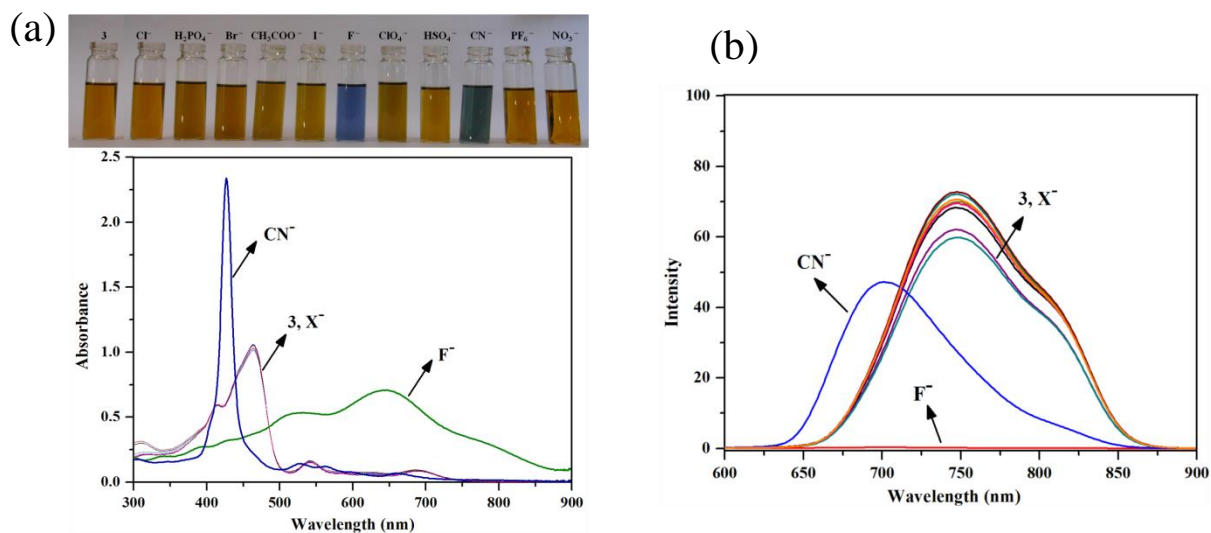 (a)
3 Cl⁻ H₂PO₄⁻ Br⁻ CH₃COO⁻ I⁻ F⁻ ClO₄⁻ HSO₄⁻ CN⁻ PF₆⁻ NO₃⁻
2.5
2.0
1.5
1.0
0.5
0.0
Absorbance
CN⁻
3, X⁻
F⁻
300 400 500 600 700 800 900
Wavelength (nm)
(b)
100
80
60
40
20
0
Intensity
CN⁻
3, X⁻
F⁻
600 650 700 750 800 850 900
Wavelength (nm)